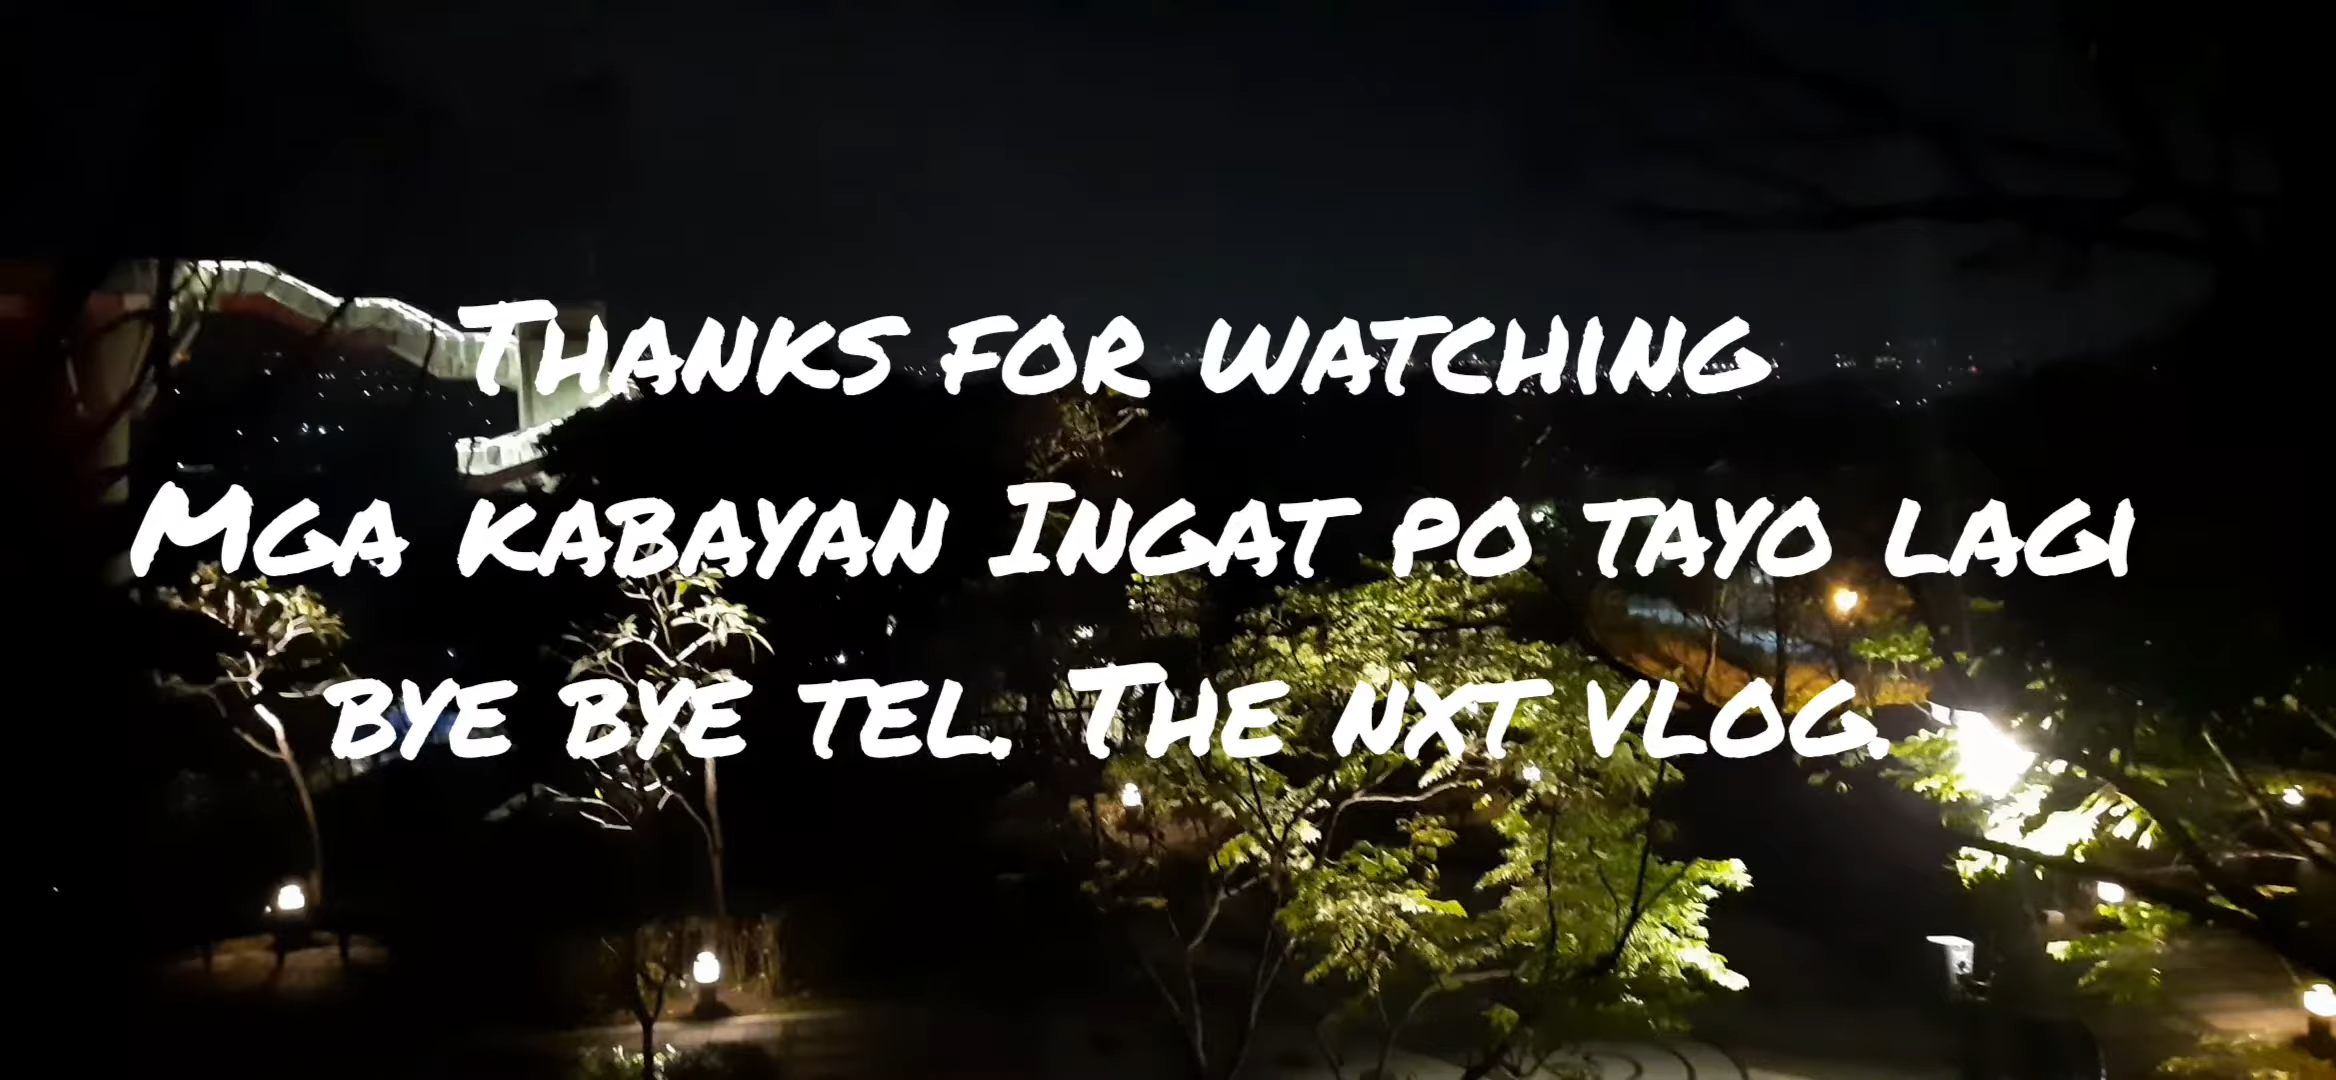 Thanks for watching
Mga kabayan Ingat po tayo lagi
bye bye tel. The nxt vlog.